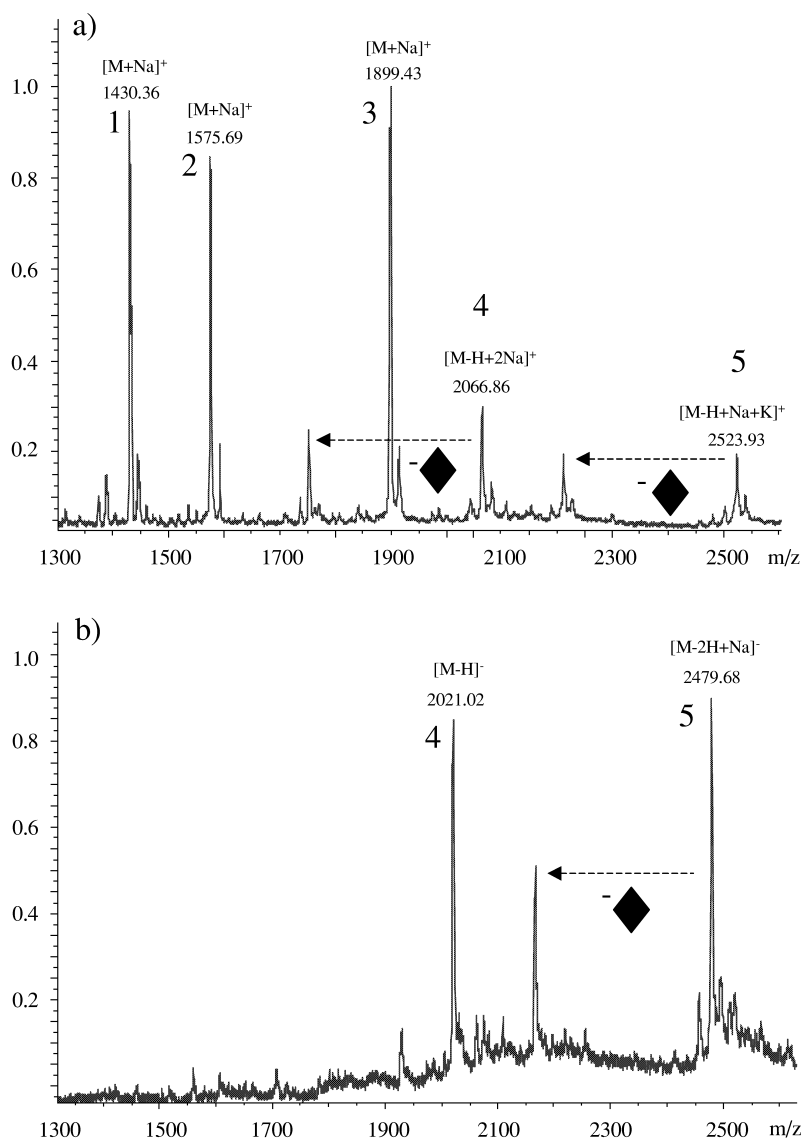 a)
[M+Na]+
1430.36
1
[M+Na]+
1575.69
2
[M+Na]+
1899.43
3
4
[M-H+2Na]+
2066.86
5
[M-H+Na+K]+
2523.93
-
-
1.0
0.8
0.6
0.4
0.2
1300 1500 1700 1900 2100 2300 2500 m/z
b)
[M-H]-
2021.02
4
[M-2H+Na]-
2479.68
5
-
1.0
0.8
0.6
0.4
0.2
1300 1500 1700 1900 2100 2300 2500 m/z